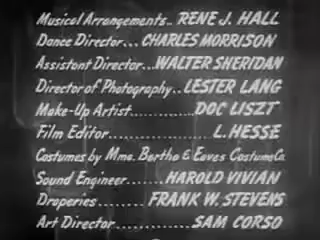 Musical Arrangements.. RENE J. HALL
Dance Director... CHARLES MORRISON
Assistant Director...WALTER SHERIDAN
Director of Photography..LESTER LANG
Make-Up Artist..............DOC LISZT
Film Editor...............L. HESSE
Costumes by Mme. Bertha & Eaves Costume Co.
Sound Engineer........HAROLD VIVIAN
Draperies.........FRANK W. STEVENS
Art Director............SAM CORSO